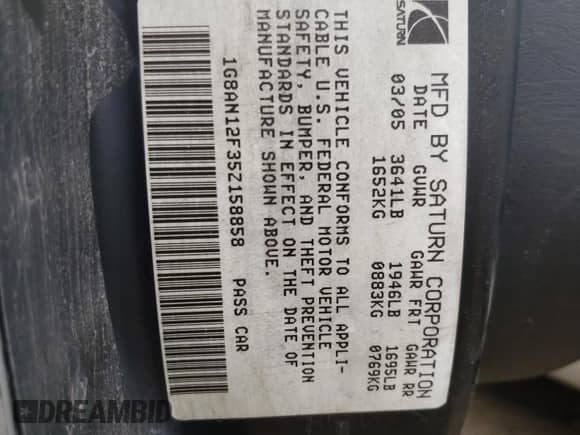 SATURN
MFD BY SATURN CORPORATION
DATE GVWR GAWR FRT GAWR RR
03/05 3641LB 1946LB 1695LB
1652KG 0883KG 0769KG
THIS VEHICLE CONFORMS TO ALL APPLI-
CABLE U.S. FEDERAL MOTOR VEHICLE
SAFETY, BUMPER, AND THEFT PREVENTION
STANDARDS IN EFFECT ON THE DATE OF
MANUFACTURE SHOWN ABOVE.
1G8AN12F35Z158858 PASS CAR
DREAMBID